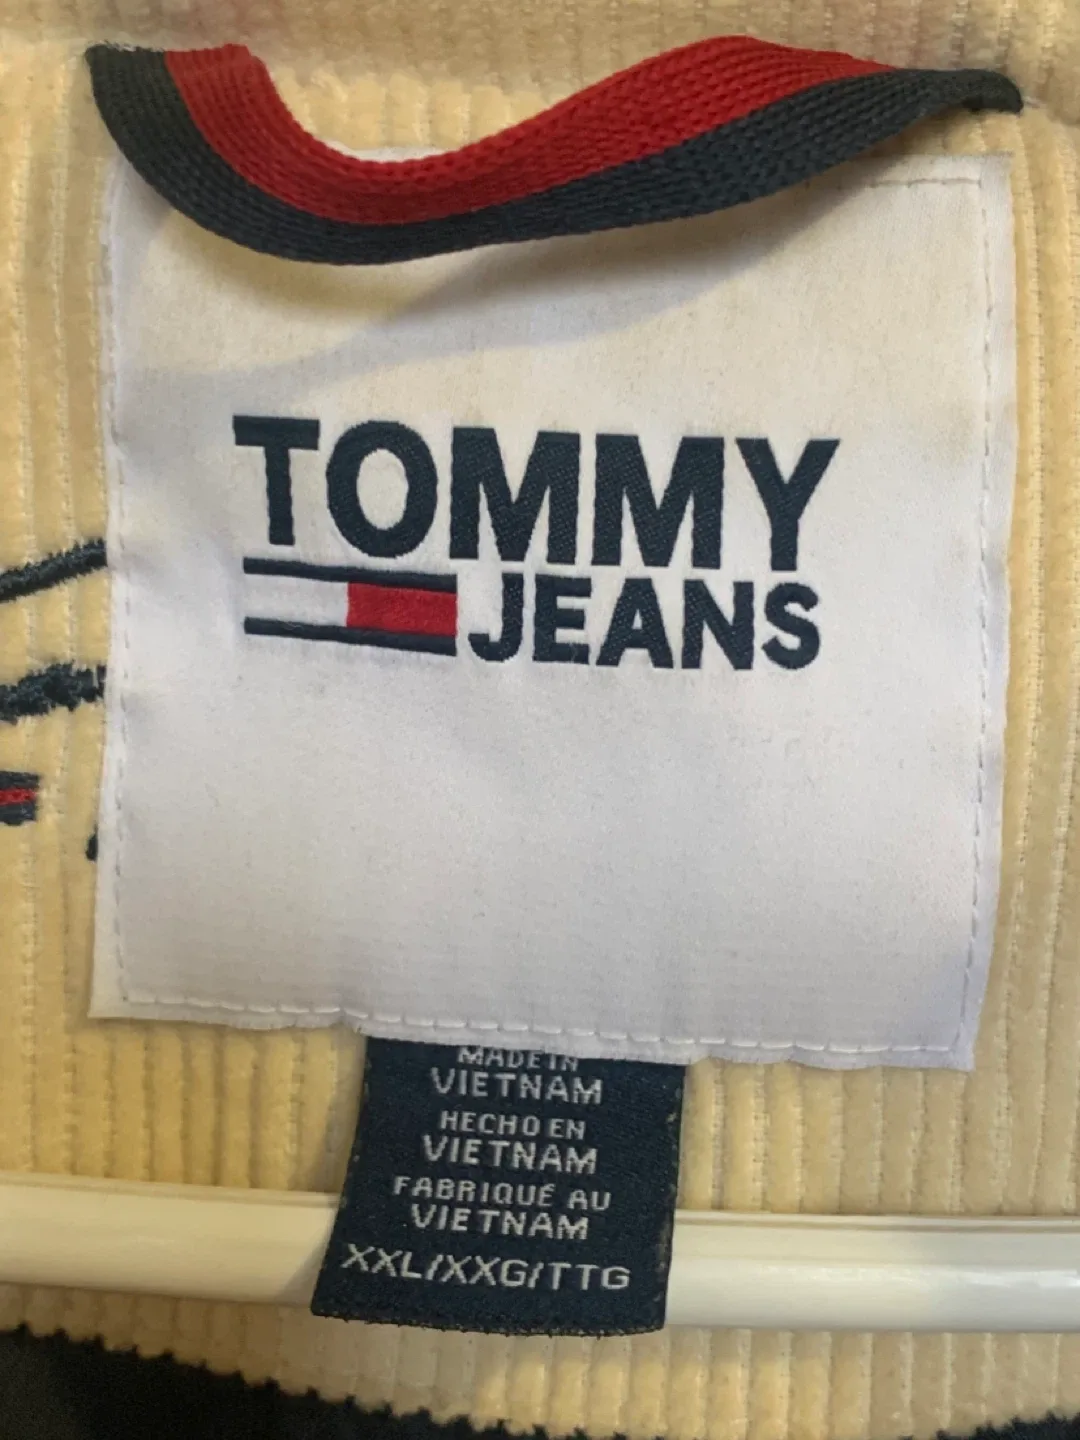 TOMMY
JEANS
MADE IN
VIETNAM
HECHO EN
VIETNAM
FABRIQUÉ AU
VIETNAM
XXL/XXG/TTG